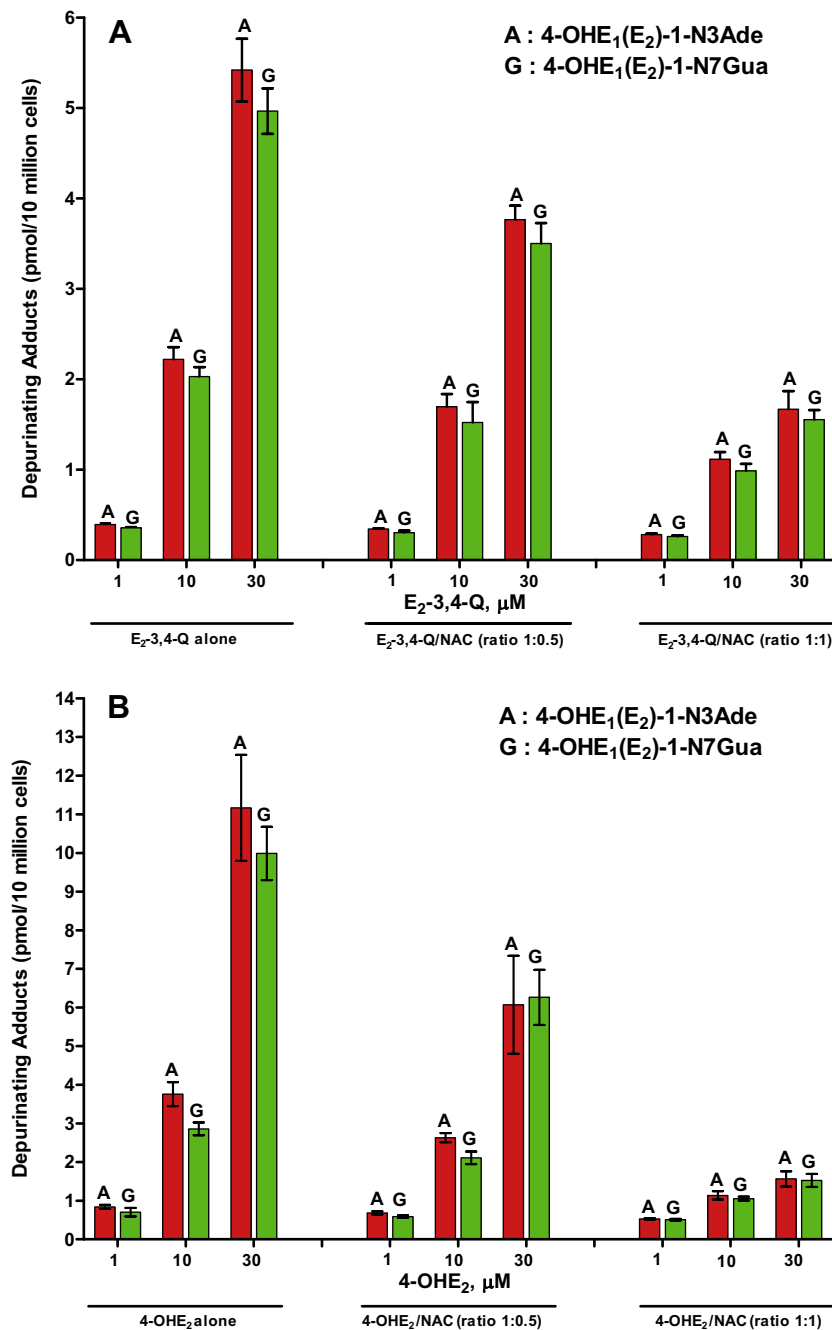 A
A : 4-OHE₁(E₂)-1-N3Ade
G : 4-OHE₁(E₂)-1-N7Gua
Depurinating Adducts (pmol/10 million cells)
6
5
4
3
2
1
0
A G A G A G A G A G A G A G A G A G
1 10 30 1 10 30 1 10 30
E₂-3,4-Q, μM
E₂-3,4-Q alone E₂-3,4-Q/NAC (ratio 1:0.5) E₂-3,4-Q/NAC (ratio 1:1)
B
A : 4-OHE₁(E₂)-1-N3Ade
G : 4-OHE₁(E₂)-1-N7Gua
Depurinating Adducts (pmol/10 million cells)
14
13
12
11
10
9
8
7
6
5
4
3
2
1
0
A G A G A G A G A G A G A G A G A G
1 10 30 1 10 30 1 10 30
4-OHE₂, μM
4-OHE₂ alone 4-OHE₂/NAC (ratio 1:0.5) 4-OHE₂/NAC (ratio 1:1)